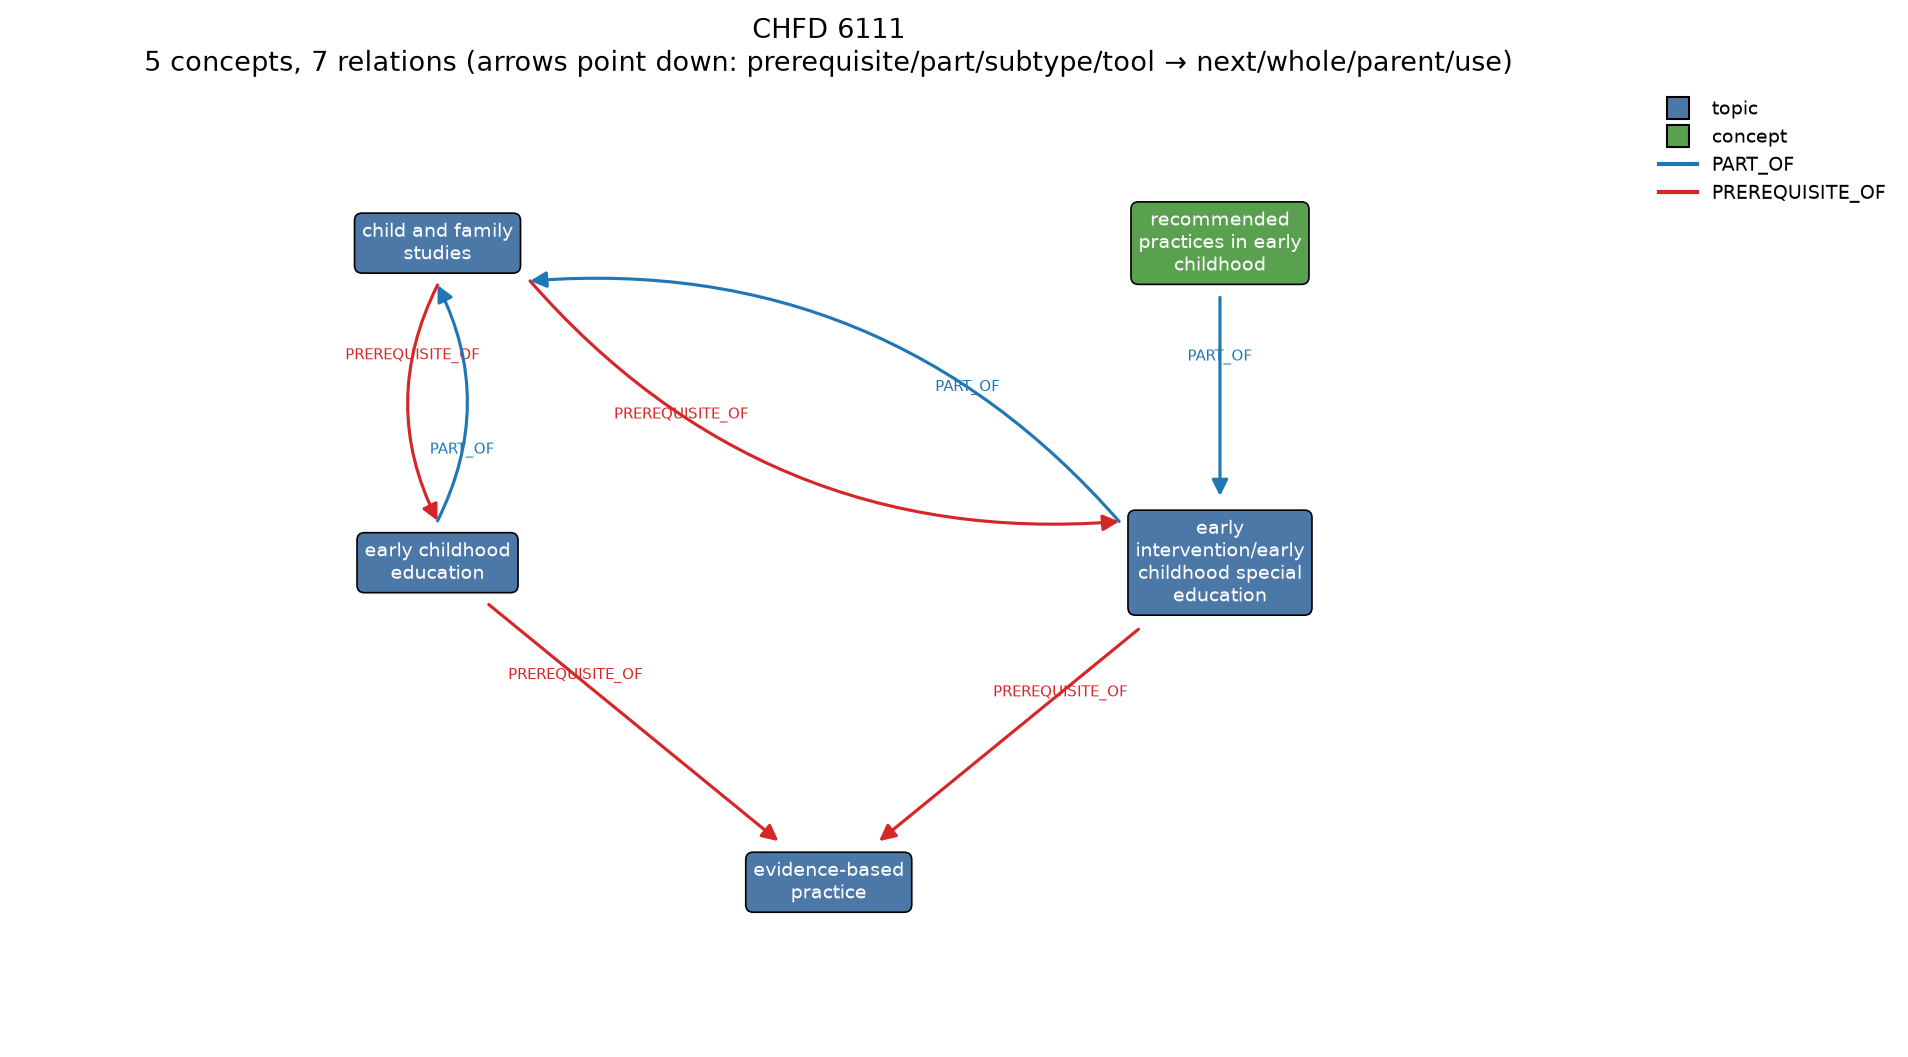 CHFD 6111
5 concepts, 7 relations (arrows point down: prerequisite/part/subtype/tool → next/whole/parent/use)
topic
concept
PART_OF
PREREQUISITE_OF
child and family
studies
recommended
practices in early
childhood
PREREQUISITE_OF
PART_OF
PART_OF
PREREQUISITE_OF
PART_OF
early childhood
education
early
intervention/early
childhood special
education
PREREQUISITE_OF
PREREQUISITE_OF
evidence-based
practice